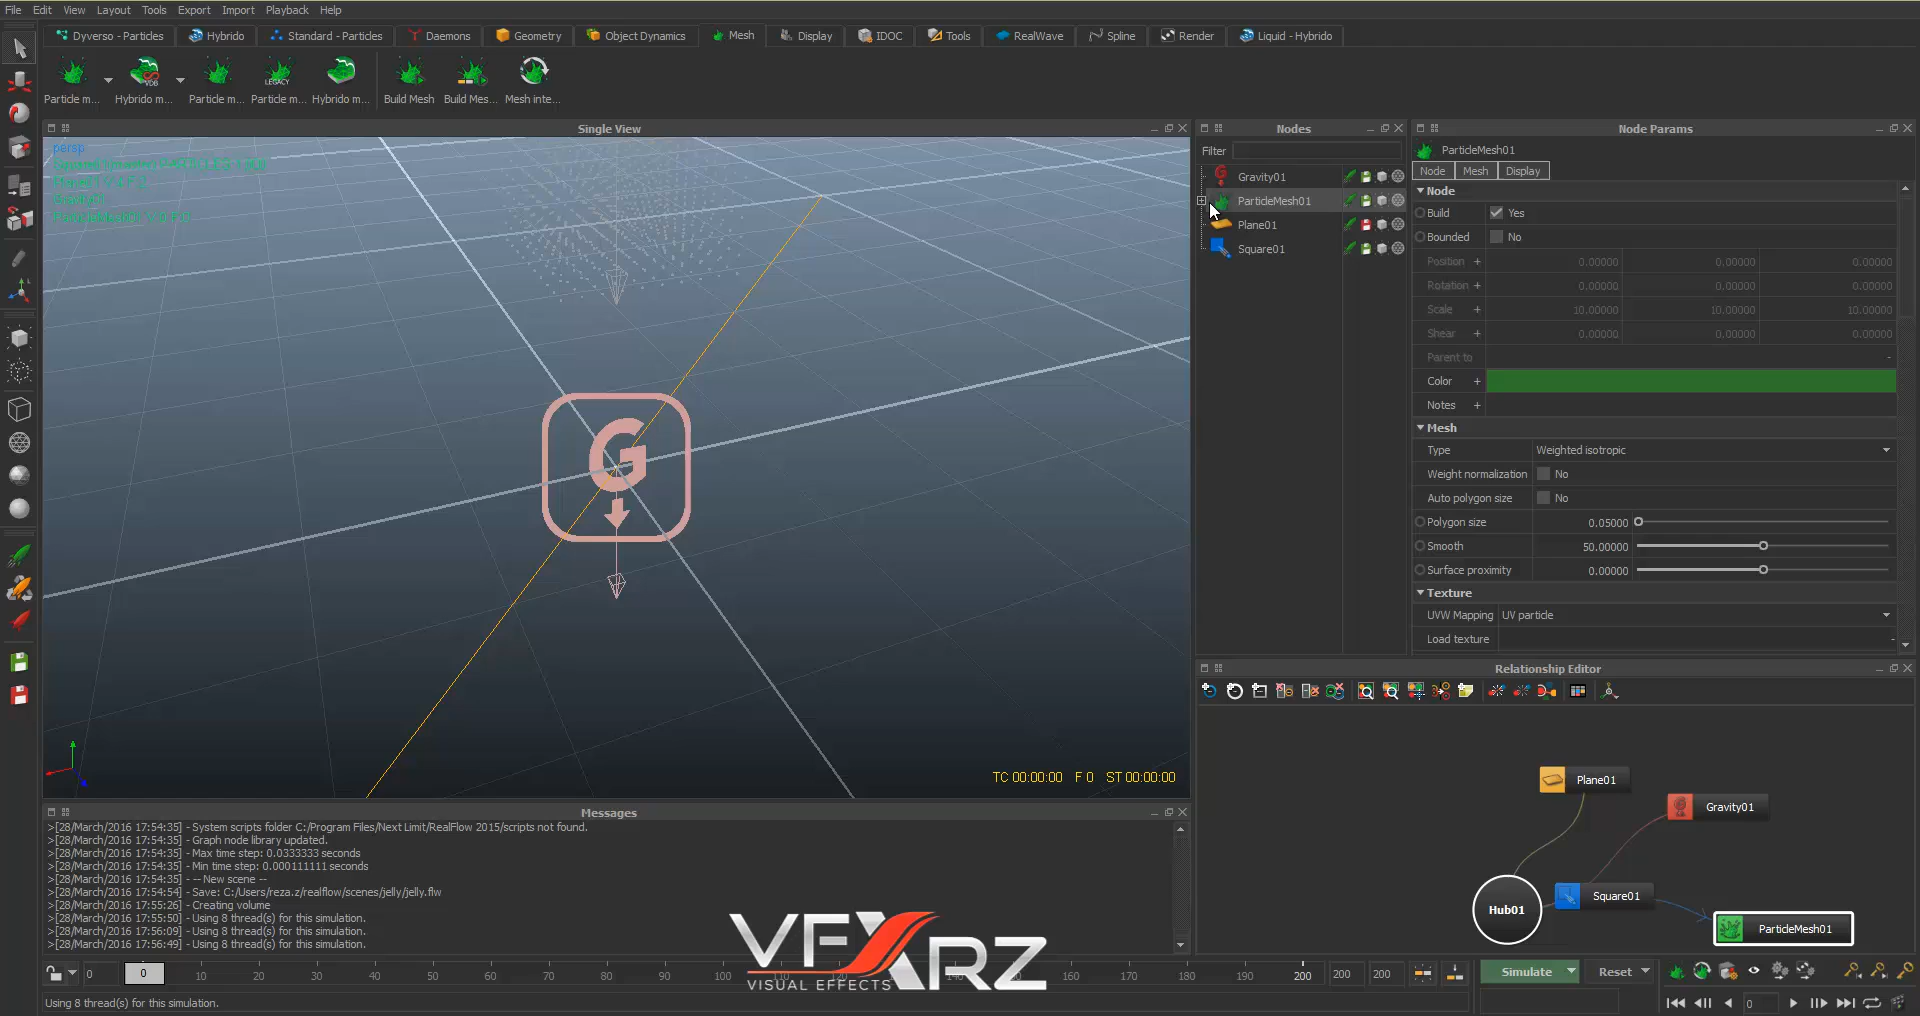 File Edit View Layout Tools Export Import Playback Help
Dyverso - Particles Hybrido Standard - Particles Daemons Geometry Object Dynamics Mesh Display IDOC Tools RealWave Spline Render Liquid - Hybrido
VDB LEGACY
Particle m... Hybrido m... Particle m... Particle m... Hybrido m... Build Mesh Build Mes... Mesh inte...
Single View
persp
TC 00:00:00 F 0 ST 00:00:00
G
Nodes
Filter
Gravity01
ParticleMesh01
Plane01
Square01
Node Params
ParticleMesh01
Node Mesh Display
Node
Build Yes
Bounded No
Position + 0.00000 0.00000 0.00000
Rotation + 0.00000 0.00000 0.00000
Scale + 10.00000 10.00000 10.00000
Shear + 0.00000 0.00000 0.00000
Parent to -
Color +
Notes +
Mesh
Type Weighted isotropic
Weight normalization No
Auto polygon size No
Polygon size 0.05000
Smooth 50.00000
Surface proximity 0.00000
Texture
UVW Mapping UV particle
Load texture -
Relationship Editor
Plane01
Gravity01
Hub01
Square01
ParticleMesh01
Messages
>[28/March/2016 17:54:35] - System scripts folder C:/Program Files/Next Limit/RealFlow 2015/scripts not found.
>[28/March/2016 17:54:35] - Graph node library updated.
>[28/March/2016 17:54:35] - Max time step: 0.0333333 seconds
>[28/March/2016 17:54:35] - Min time step: 0.000111111 seconds
>[28/March/2016 17:54:35] - -- New scene --
>[28/March/2016 17:54:54] - Save: C:/Users/reza.z/realflow/scenes/jelly/jelly.flw
>[28/March/2016 17:55:26] - Creating volume
>[28/March/2016 17:55:50] - Using 8 thread(s) for this simulation.
>[28/March/2016 17:56:09] - Using 8 thread(s) for this simulation.
>[28/March/2016 17:56:49] - Using 8 thread(s) for this simulation.
VFXARZ
VISUAL EFFECTS
0 0 10 20 30 40 50 60 70 80 90 100 110 160 170 180 190 200 200 200
Simulate Reset
Using 8 thread(s) for this simulation.
0